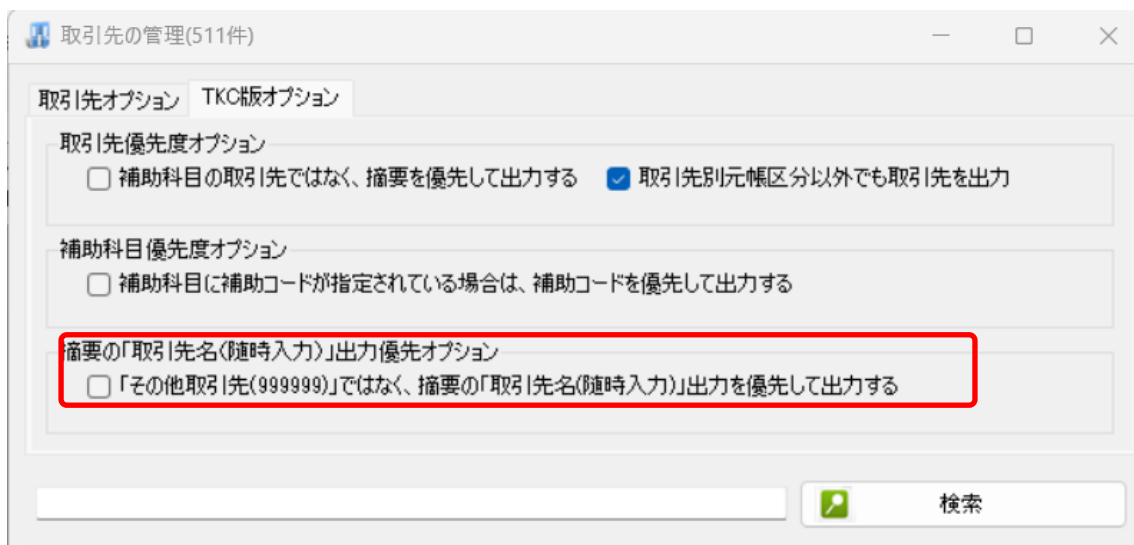 取引先の管理(511件)
取引先オプション TKC版オプション
取引先優先度オプション
補助科目の取引先ではなく、摘要を優先して出力する 取引先別元帳区分以外でも取引先を出力
補助科目優先度オプション
補助科目に補助コードが指定されている場合は、補助コードを優先して出力する
摘要の「取引先名(随時入力)」出力優先オプション
「その他取引先(999999)」ではなく、摘要の「取引先名(随時入力)」出力を優先して出力する
検索